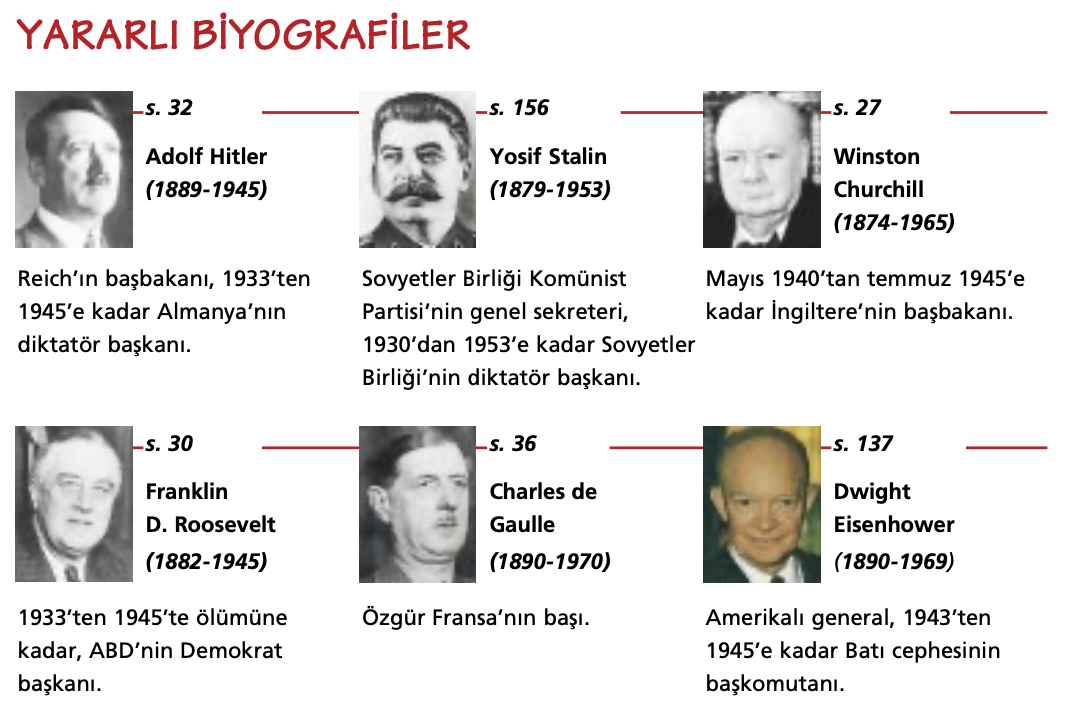 YARARLI BİYOGRAFİLER
s. 32
Adolf Hitler
(1889-1945)
Reich’ın başbakanı, 1933’ten
1945’e kadar Almanya’nın
diktatör başkanı.
s. 156
Yosif Stalin
(1879-1953)
Sovyetler Birliği Komünist
Partisi’nin genel sekreteri,
1930’dan 1953’e kadar Sovyetler
Birliği’nin diktatör başkanı.
s. 27
Winston
Churchill
(1874-1965)
Mayıs 1940’tan temmuz 1945’e
kadar İngiltere’nin başbakanı.
s. 30
Franklin
D. Roosevelt
(1882-1945)
1933’ten 1945’te ölümüne
kadar, ABD’nin Demokrat
başkanı.
s. 36
Charles de
Gaulle
(1890-1970)
Özgür Fransa’nın başı.
s. 137
Dwight
Eisenhower
(1890-1969)
Amerikalı general, 1943’ten
1945’e kadar Batı cephesinin
başkomutanı.